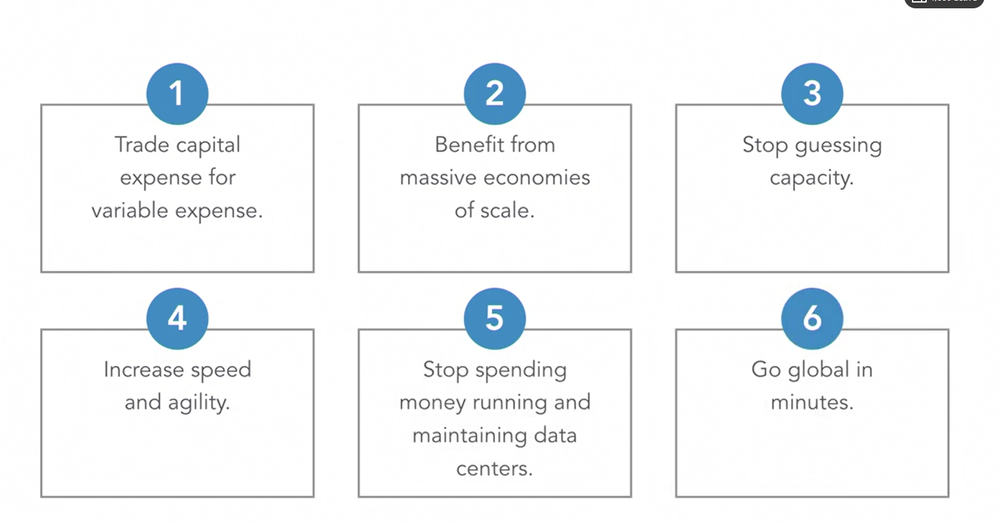 1
Trade capital
expense for
variable expense.
2
Benefit from
massive economies
of scale.
3
Stop guessing
capacity.
4
Increase speed
and agility.
5
Stop spending
money running and
maintaining data
centers.
6
Go global in
minutes.